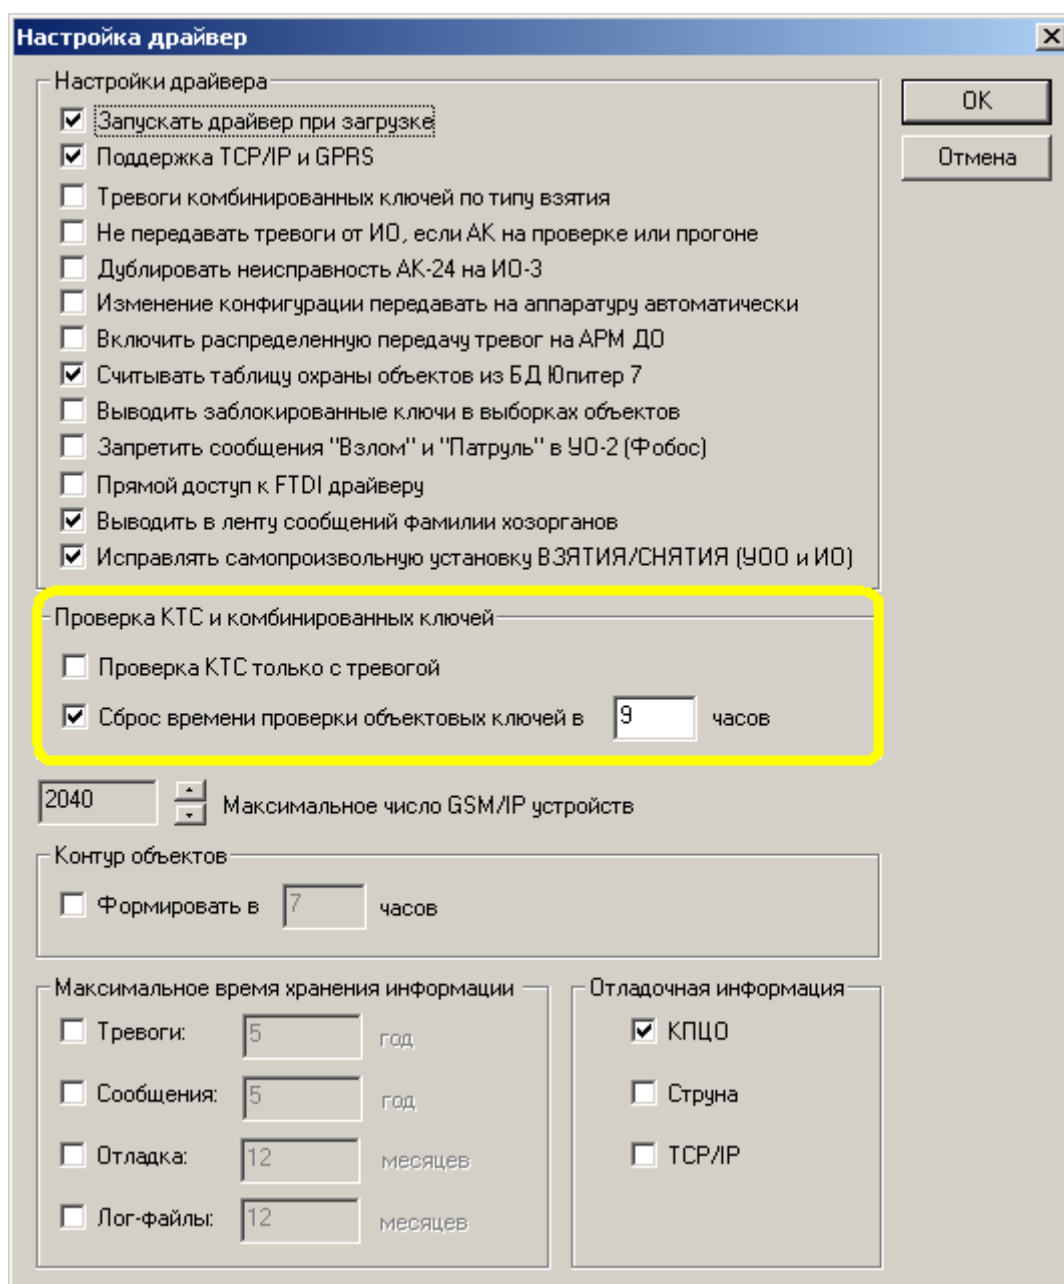 Настройка драйвер
Настройки драйвера
OK
Запускать драйвер при загрузке
Поддержка TCP/IP и GPRS
Отмена
Тревоги комбинированных ключей по типу взятия
Не передавать тревоги от ИО, если АК на проверке или прогоне
Дублировать неисправность АК-24 на ИО-3
Изменение конфигурации передавать на аппаратуру автоматически
Включить распределенную передачу тревог на АРМ ДО
Считывать таблицу охраны объектов из БД Юпитер 7
Выводить заблокированные ключи в выборках объектов
Запретить сообщения "Взлом" и "Патруль" в УО-2 (Фобос)
Прямой доступ к FTDI драйверу
Выводить в ленту сообщений фамилии хозорганов
Исправлять самопроизвольную установку ВЗЯТИЯ/СНЯТИЯ (УОО и ИО)
Проверка КТС и комбинированных ключей
Проверка КТС только с тревогой
Сброс времени проверки объектовых ключей в 9 часов
2040 Максимальное число GSM/IP устройств
Контур объектов
Формировать в 7 часов
Максимальное время хранения информации
Тревоги: 5 год
Сообщения: 5 год
Отладка: 12 месяцев
Лог-файлы: 12 месяцев
Отладочная информация
КПЦО
Струна
TCP/IP